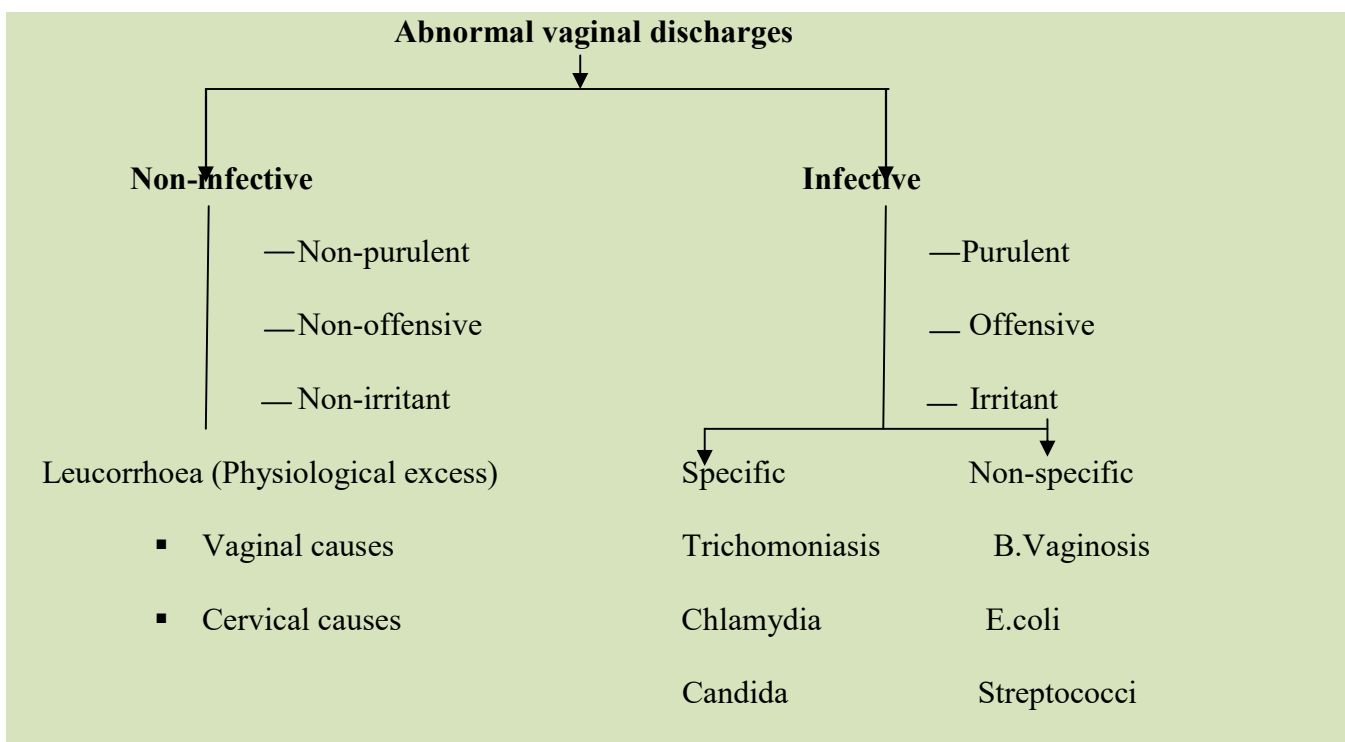 Abnormal vaginal discharges
Non-infective
Infective
—Non-purulent
—Purulent
—Non-offensive
— Offensive
—Non-irritant
— Irritant
Leucorrhoea (Physiological excess)
Specific
Non-specific
▪ Vaginal causes
Trichomoniasis
B.Vaginosis
▪ Cervical causes
Chlamydia
E.coli
Candida
Streptococci